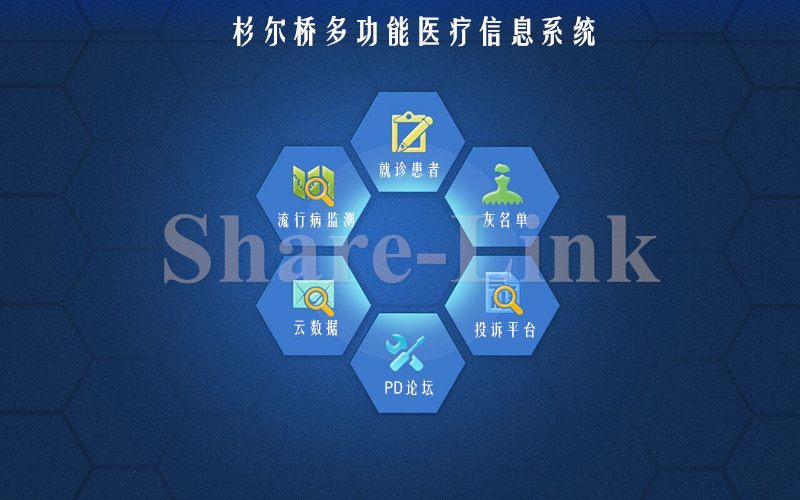 杉尔桥多功能医疗信息系统
就诊患者
流行病监测
灰名单
Share-Link
云数据
投诉平台
PD论坛